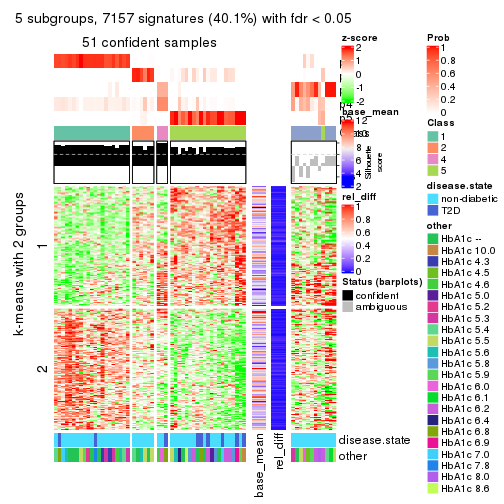 5 subgroups, 7157 signatures (40.1%) with fdr < 0.05
51 confident samples
k-means with 2 groups
1
2
base_mean
rel_diff
disease.state
other
z-score
2
1
0
-1
-2
base_mean
12
10
8
6
4
2
Silhouette
score
rel_diff
1
0.8
0.6
0.4
0.2
0
Status (barplots)
confident
ambiguous
Prob
1
0.8
0.6
0.4
0.2
0
Class
1
2
4
5
disease.state
non-diabetic
T2D
other
HbA1c --
HbA1c 10.0
HbA1c 4.3
HbA1c 4.5
HbA1c 4.6
HbA1c 5.0
HbA1c 5.2
HbA1c 5.3
HbA1c 5.4
HbA1c 5.5
HbA1c 5.6
HbA1c 5.8
HbA1c 5.9
HbA1c 6.0
HbA1c 6.1
HbA1c 6.2
HbA1c 6.4
HbA1c 6.8
HbA1c 6.9
HbA1c 7.0
HbA1c 7.8
HbA1c 8.0
HbA1c 8.6